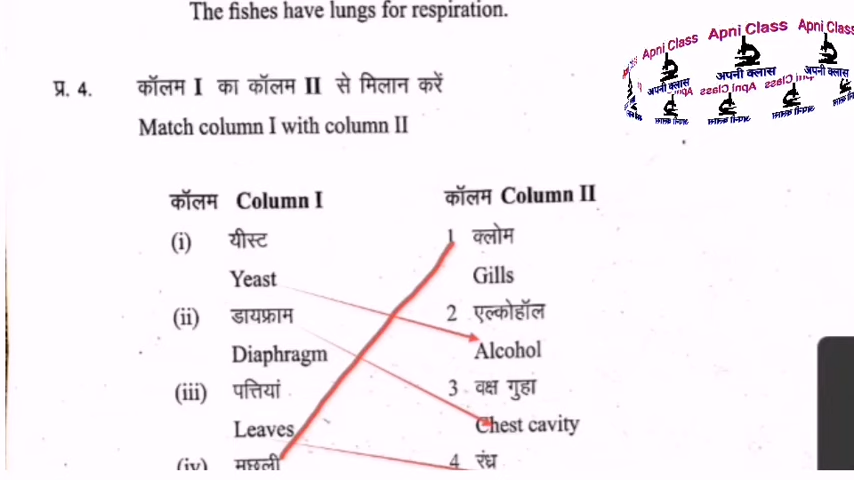 The fishes have lungs for respiration.
प्र. 4. कॉलम I का कॉलम II से मिलान करें
Match column I with column II
कॉलम Column I कॉलम Column II
(i) यीस्ट 1 क्लोम
Yeast Gills
(ii) डायफ्राम 2 एल्कोहॉल
Diaphragm Alcohol
(iii) पत्तियां 3 वक्ष गुहा
Leaves Chest cavity
(iv) मछली 4 रंध्र
Apni Class Apni Class Apni Class
अपनी क्लास अपनी क्लास अपनी क्लास